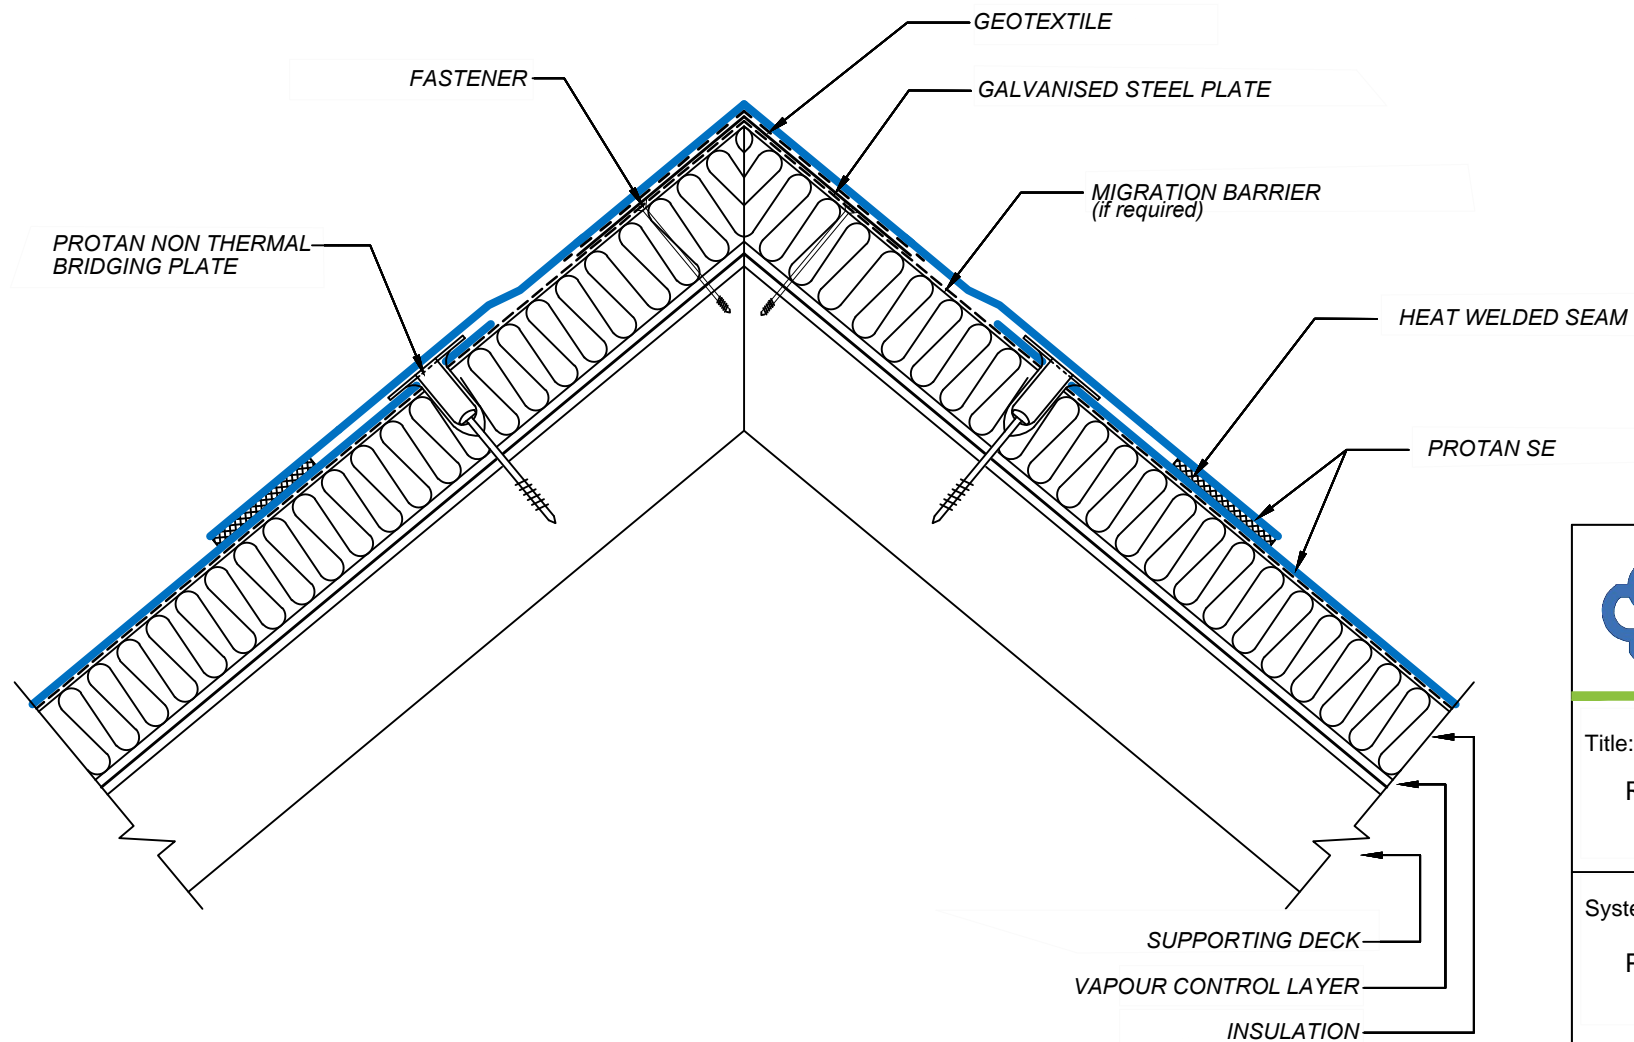 GEOTEXTILE
FASTENER
GALVANISED STEEL PLATE
MIGRATION BARRIER
(if required)
PROTAN NON THERMAL
BRIDGING PLATE
HEAT WELDED SEAM
PROTAN SE
Title:
SUPPORTING DECK
VAPOUR CONTROL LAYER
INSULATION